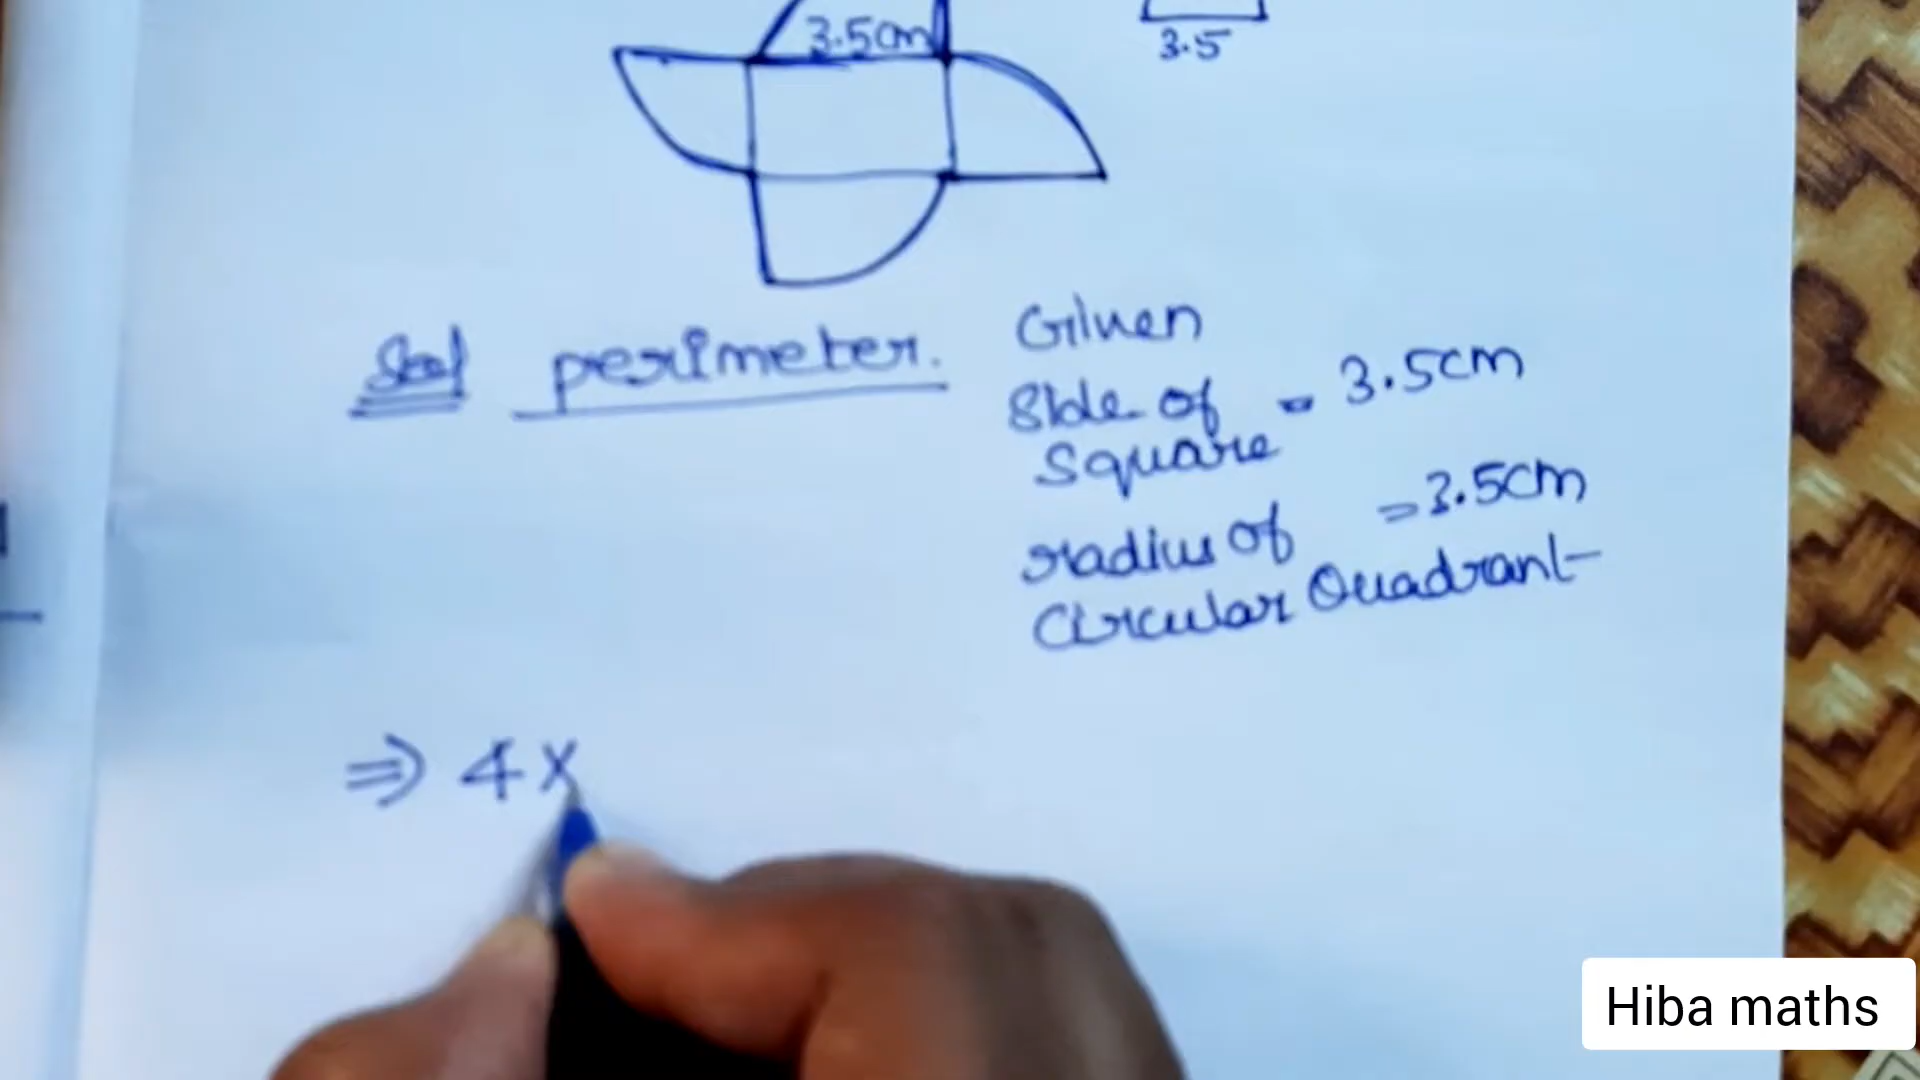 3.5cm
3.5
Sol perimeter.
Given
Side of = 3.5cm
Square
radius of = 3.5cm
Circular Quadrant
⇒ 4×
Hiba maths